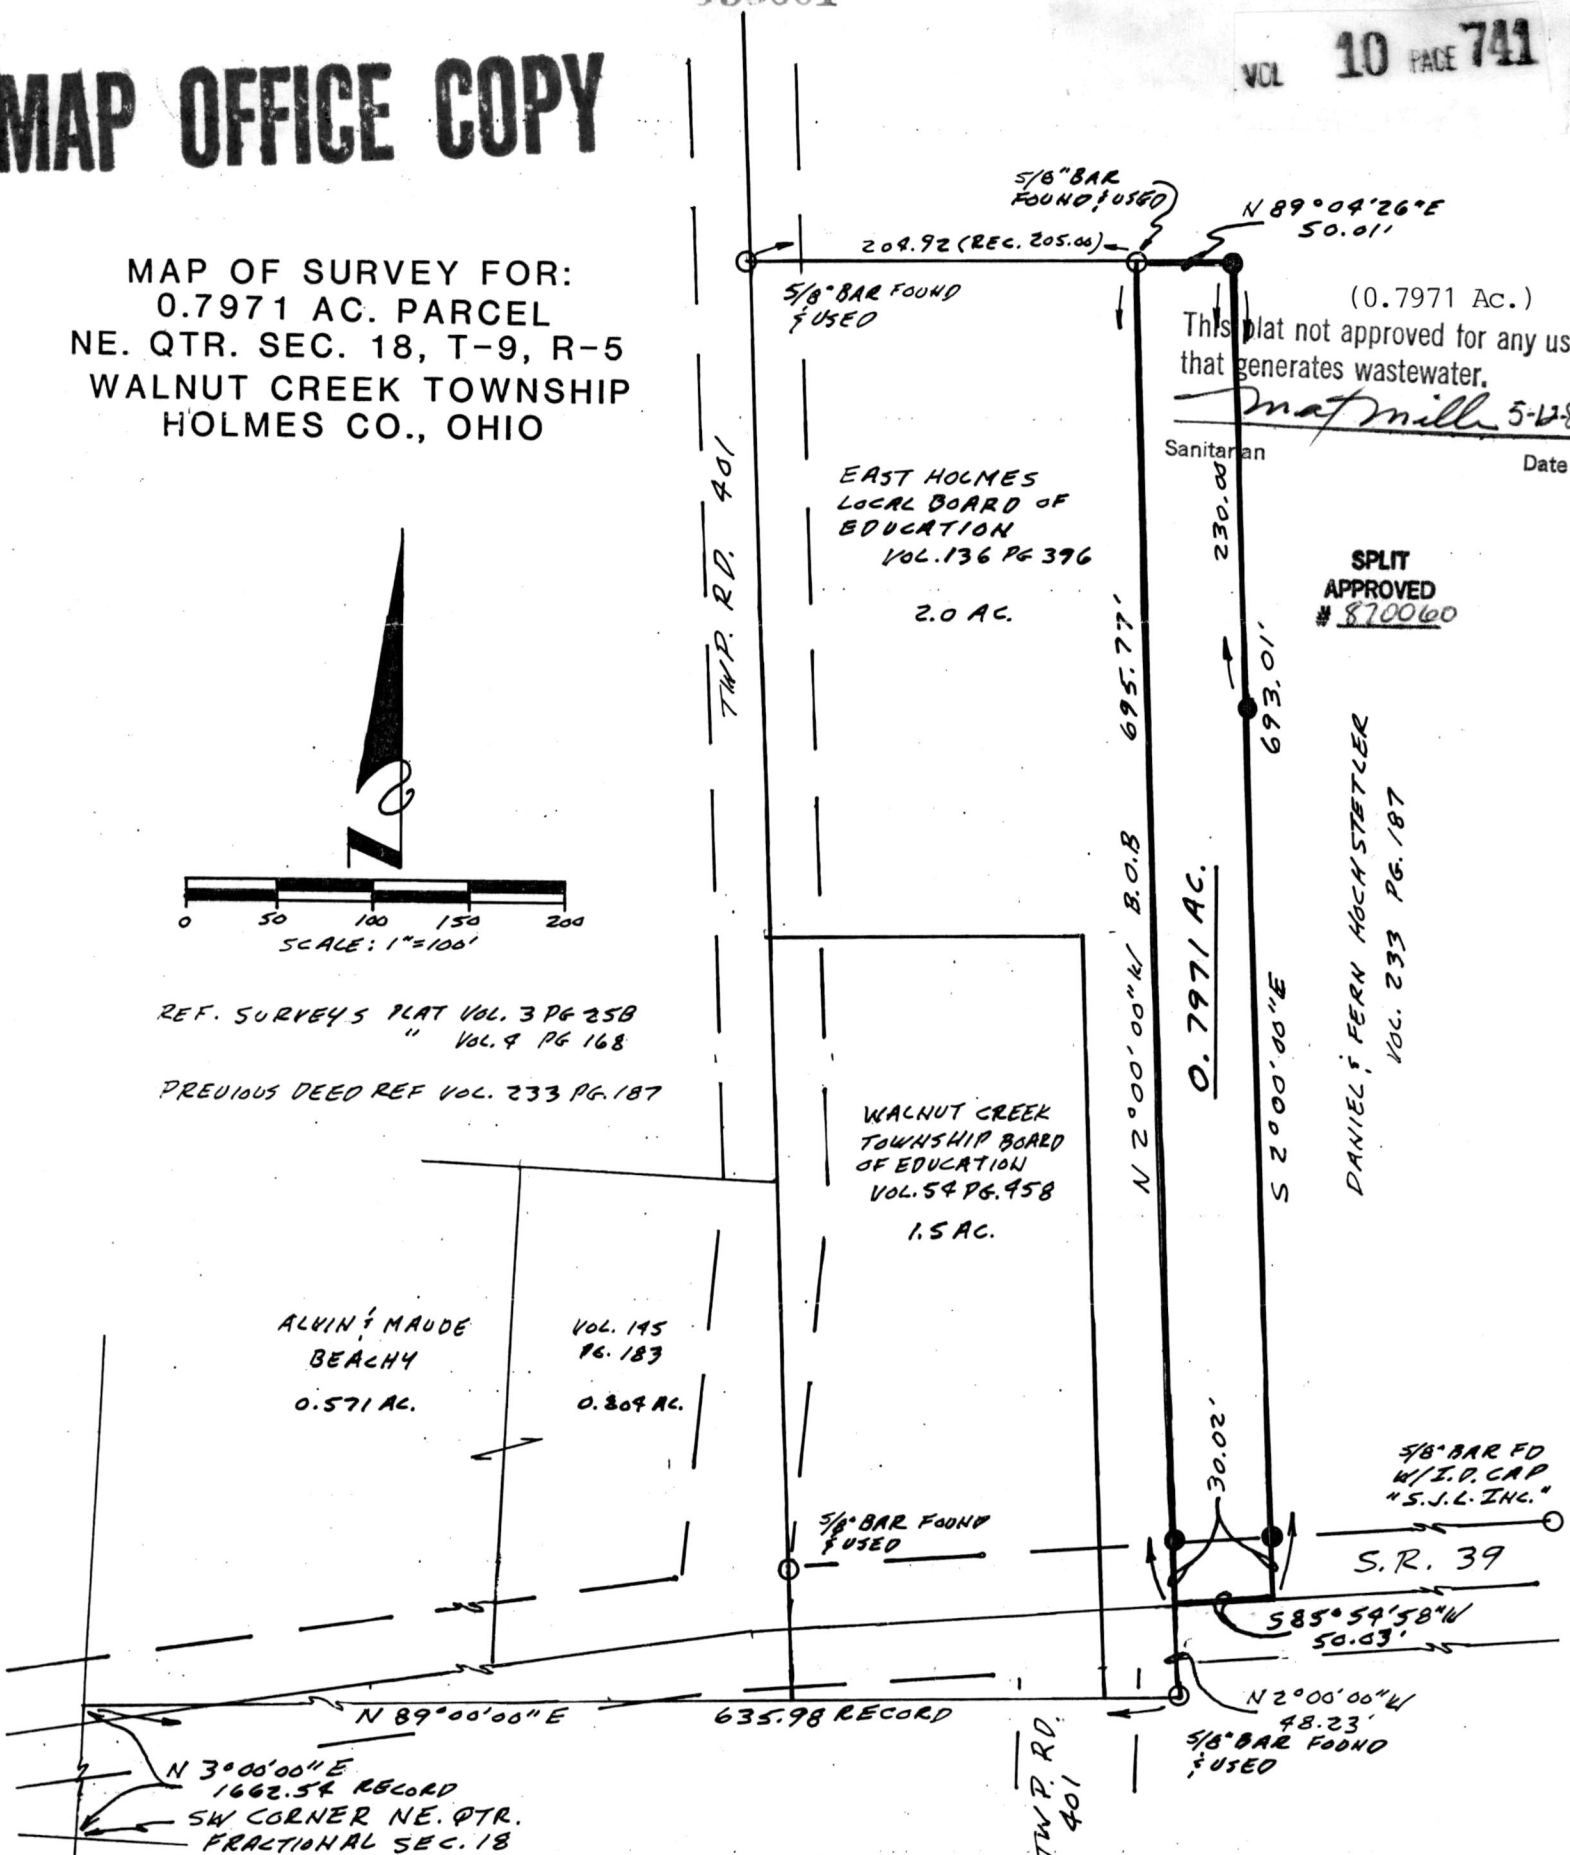 VOL 10 PAGE 741
MAP OFFICE COPY
MAP OF SURVEY FOR:
0.7971 AC. PARCEL
NE. QTR. SEC. 18, T-9, R-5
WALNUT CREEK TOWNSHIP
HOLMES CO., OHIO
5/8" BAR
FOUND & USED
N 89°04'26"E
50.01'
204.92 (REC. 205.00)
5/8" BAR FOUND
& USED
(0.7971 Ac.)
This plat not approved for any us
that generates wastewater.
5-12-8
Sanitarian
Date
TWP. RD. 401
EAST HOLMES
LOCAL BOARD OF
EDUCATION
VOL. 136 PG 396
2.0 AC.
230.00
SPLIT
APPROVED
# 870060
695.77'
693.01'
N 2°00'00"W B.O.B
0.7971 AC.
S 2°00'00"E
DANIEL & FERN HOCHSTETLER
VOL. 233 PG. 187
0 50 100 150 200
SCALE: 1"=100'
REF. SURVEYS PLAT VOL. 3 PG 258
" VOL. 4 PG 168
PREVIOUS DEED REF VOL. 233 PG. 187
WALNUT CREEK
TOWNSHIP BOARD
OF EDUCATION
VOL. 54 PG. 458
1.5 AC.
ALVIN & MAUDE
BEACHY
0.571 AC.
VOL. 145
PG. 183
0.804 AC.
30.02'
5/8" BAR FD
W/ I.D. CAP
"S.J.L. INC."
5/8" BAR FOUND
& USED
S.R. 39
S85°54'58"W
50.03'
N 89°00'00"E
635.98 RECORD
N 2°00'00"W
48.23'
5/8" BAR FOUND
& USED
TWP. RD.
401
N 3°00'00"E
1662.54 RECORD
SW CORNER NE. QTR.
FRACTIONAL SEC. 18